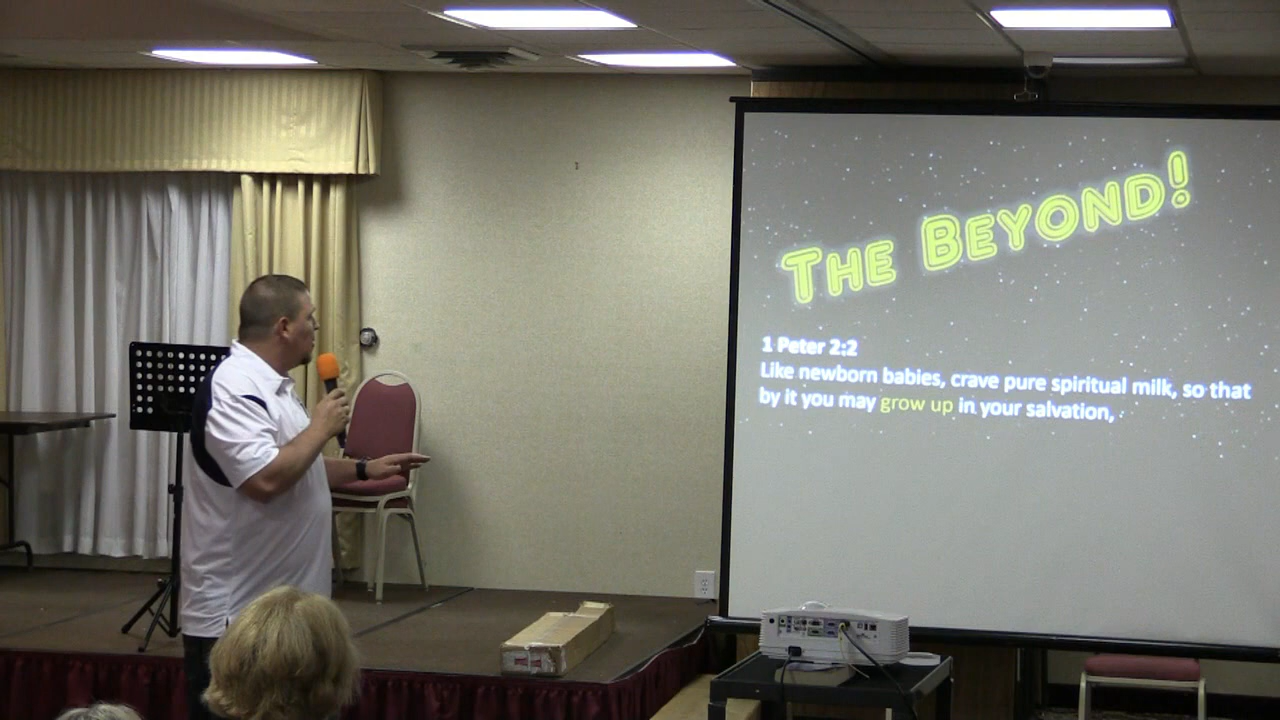 The Beyond!
1 Peter 2:2
Like newborn babies, crave pure spiritual milk, so that
by it you may grow up in your salvation,